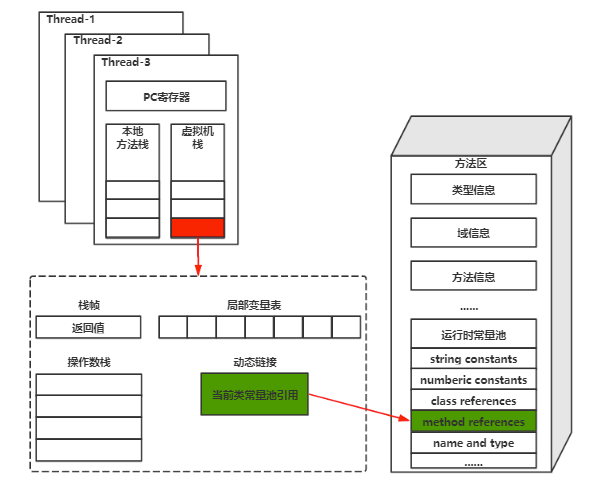 Thread-1
Thread-2
Thread-3
PC寄存器
本地
方法栈
虚拟机
栈
栈帧
返回值
局部变量表
操作数栈
动态链接
当前类常量池引用
方法区
类型信息
域信息
方法信息
......
运行时常量池
string constants
numberic constants
class references
method references
name and type
......